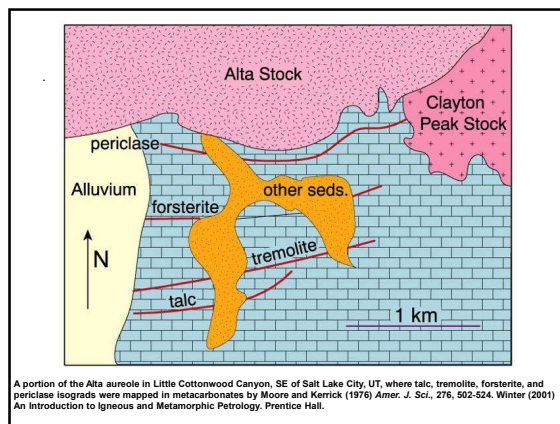 Alta Stock
Clayton
Peak Stock
periclase
Alluvium
other seds.
forsterite
N
tremolite
talc
1 km
A portion of the Alta aureole in Little Cottonwood Canyon, SE of Salt Lake City, UT, where talc, tremolite, forsterite, and
periclase isograds were mapped in metacarbonates by Moore and Kerrick (1976) Amer. J. Sci., 276, 502-524. Winter (2001)
An Introduction to Igneous and Metamorphic Petrology. Prentice Hall.